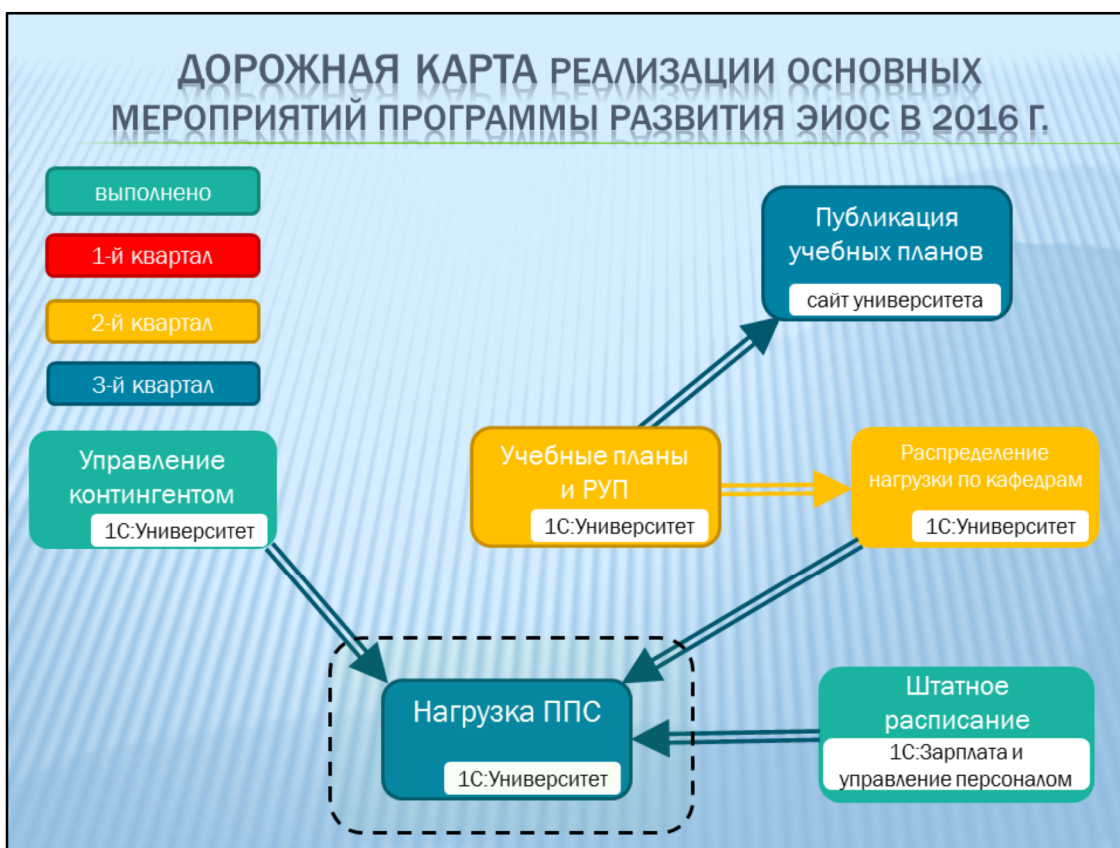 ДОРОЖНАЯ КАРТА РЕАЛИЗАЦИИ ОСНОВНЫХ
МЕРОПРИЯТИЙ ПРОГРАММЫ РАЗВИТИЯ ЭИОС В 2016 Г.
выполнено
1-й квартал
2-й квартал
3-й квартал
Публикация
учебных планов
сайт университета
Управление
контингентом
1С:Университет
Учебные планы
и РУП
1С:Университет
Распределение
нагрузки по кафедрам
1С:Университет
Нагрузка ППС
1С:Университет
Штатное
расписание
1С:Зарплата и
управление персоналом